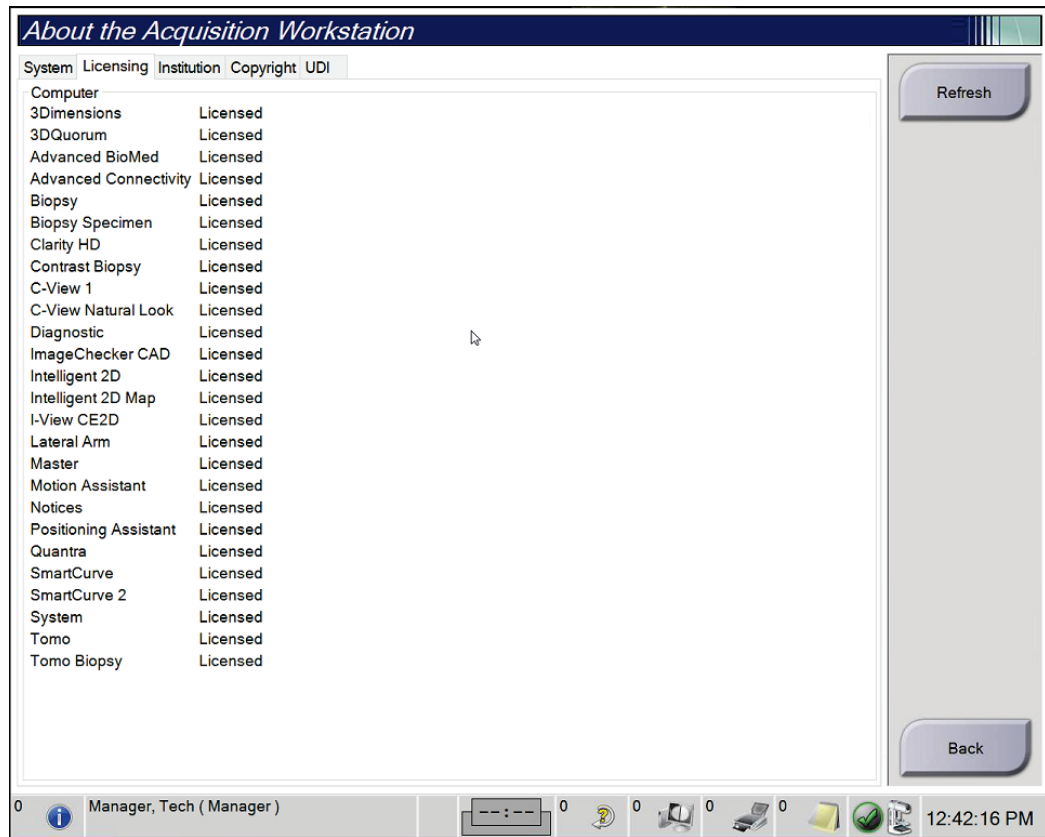 About the Acquisition Workstation
System Licensing Institution Copyright UDI
Computer
3Dimensions Licensed
3DQuorum Licensed
Advanced BioMed Licensed
Advanced Connectivity Licensed
Biopsy Licensed
Biopsy Specimen Licensed
Clarity HD Licensed
Contrast Biopsy Licensed
C-View 1 Licensed
C-View Natural Look Licensed
Diagnostic Licensed
ImageChecker CAD Licensed
Intelligent 2D Licensed
Intelligent 2D Map Licensed
I-View CE2D Licensed
Lateral Arm Licensed
Master Licensed
Motion Assistant Licensed
Notices Licensed
Positioning Assistant Licensed
Quantra Licensed
SmartCurve Licensed
SmartCurve 2 Licensed
System Licensed
Tomo Licensed
Tomo Biopsy Licensed
Refresh
Back
0 Manager, Tech ( Manager ) --:-- 0 0 0 0 12:42:16 PM